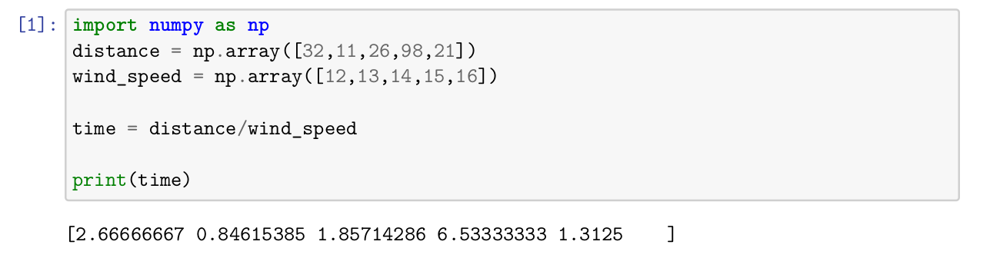 [1]: import numpy as np
distance = np.array([32,11,26,98,21])
wind_speed = np.array([12,13,14,15,16])
time = distance/wind_speed
print(time)
[2.66666667 0.84615385 1.85714286 6.53333333 1.3125    ]